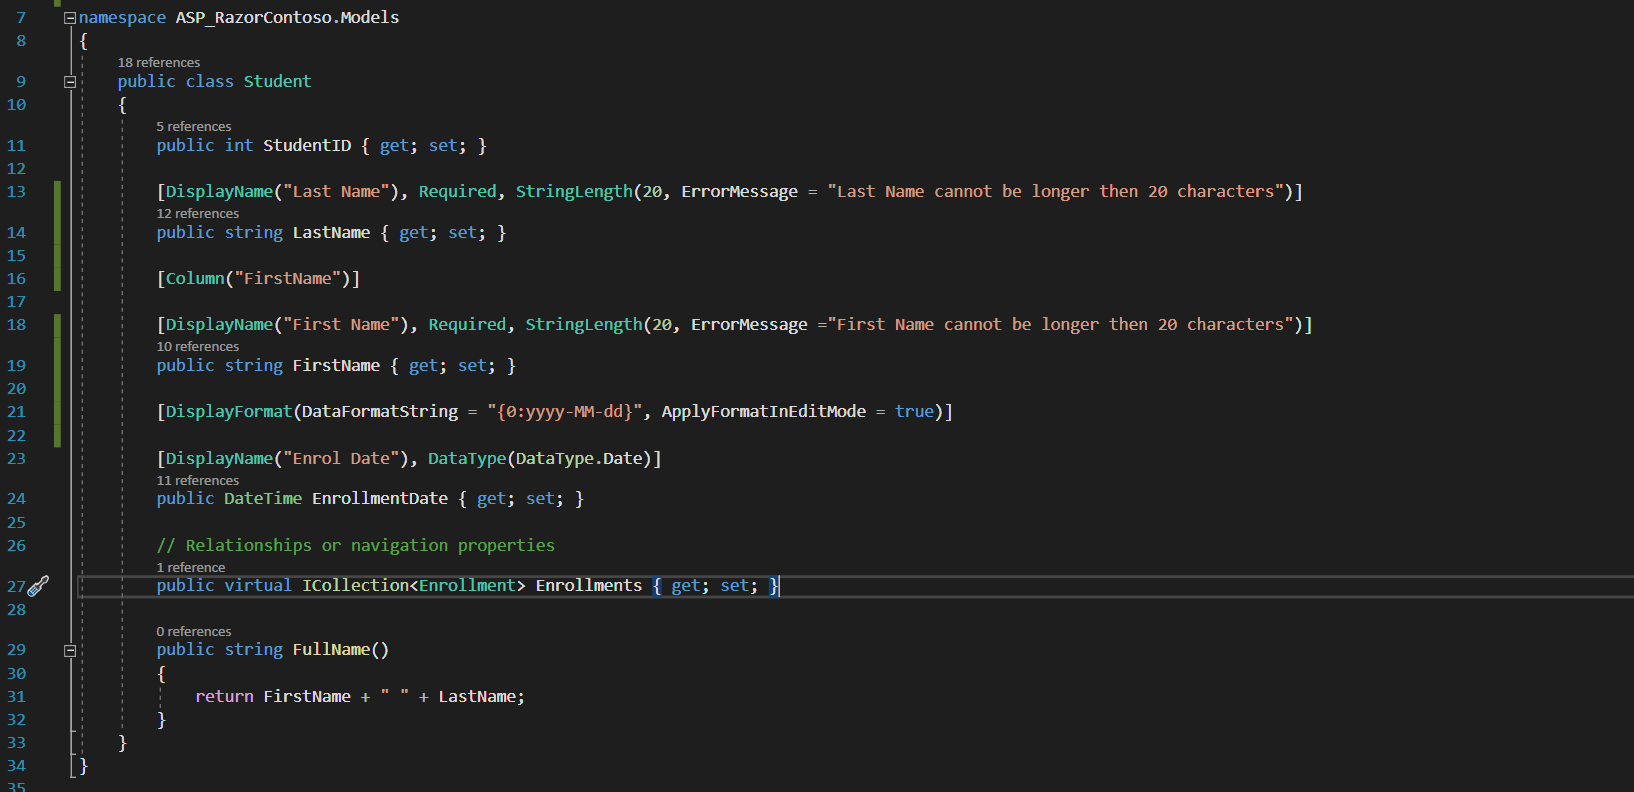 7 namespace ASP_RazorContoso.Models
8 {
18 references
9 public class Student
10 {
5 references
11 public int StudentID { get; set; }
12
13 [DisplayName("Last Name"), Required, StringLength(20, ErrorMessage = "Last Name cannot be longer then 20 characters")]
12 references
14 public string LastName { get; set; }
15
16 [Column("FirstName")]
17
18 [DisplayName("First Name"), Required, StringLength(20, ErrorMessage ="First Name cannot be longer then 20 characters")]
10 references
19 public string FirstName { get; set; }
20
21 [DisplayFormat(DataFormatString = "{0:yyyy-MM-dd}", ApplyFormatInEditMode = true)]
22
23 [DisplayName("Enrol Date"), DataType(DataType.Date)]
11 references
24 public DateTime EnrollmentDate { get; set; }
25
26 // Relationships or navigation properties
1 reference
27 public virtual ICollection<Enrollment> Enrollments { get; set; }
28
0 references
29 public string FullName()
30 {
31 return FirstName + " " + LastName;
32 }
33 }
34 }
35